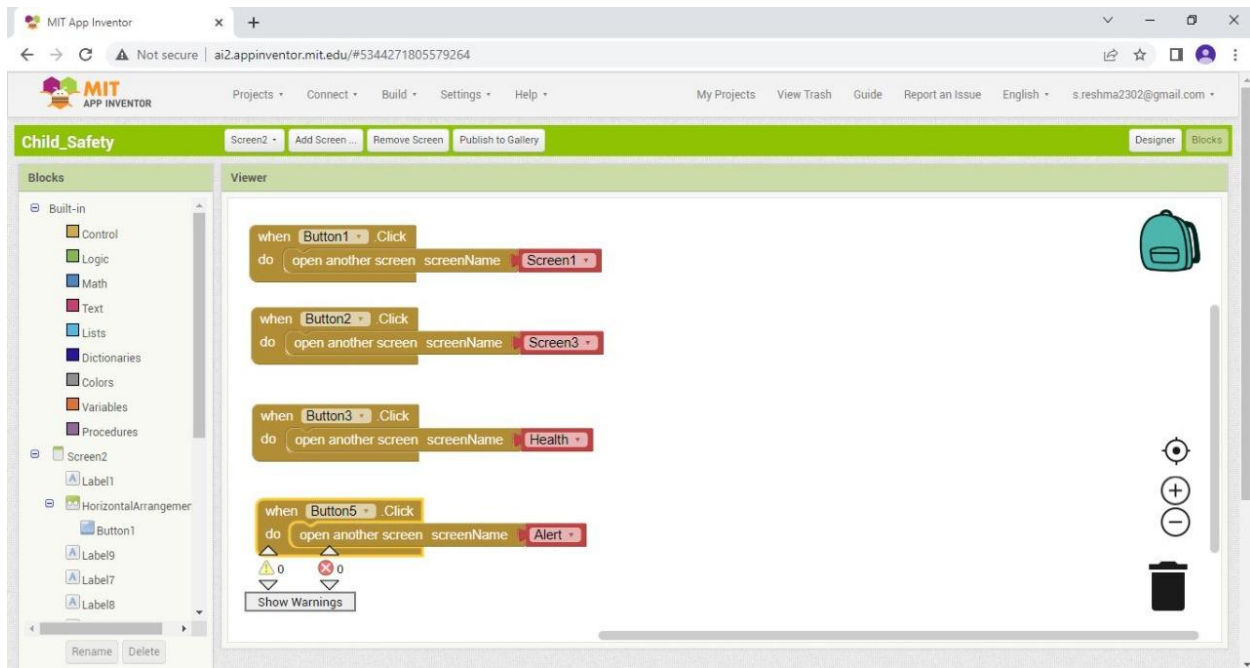 MIT App Inventor
Not secure ai2.appinventor.mit.edu/#5344271805579264
MIT
APP INVENTOR
Projects Connect Build Settings Help My Projects View Trash Guide Report an Issue English s.reshma2302@gmail.com
Child_Safety Screen2 Add Screen ... Remove Screen Publish to Gallery Designer Blocks
Blocks Viewer
Built-in
Control
Logic
Math
Text
Lists
Dictionaries
Colors
Variables
Procedures
Screen2
A Label1
HorizontalArrangemer
Button1
A Label9
A Label7
A Label8
Rename Delete
when Button1 .Click
do open another screen screenName Screen1
when Button2 .Click
do open another screen screenName Screen3
when Button3 .Click
do open another screen screenName Health
when Button5 .Click
do open another screen screenName Alert
0 0
Show Warnings